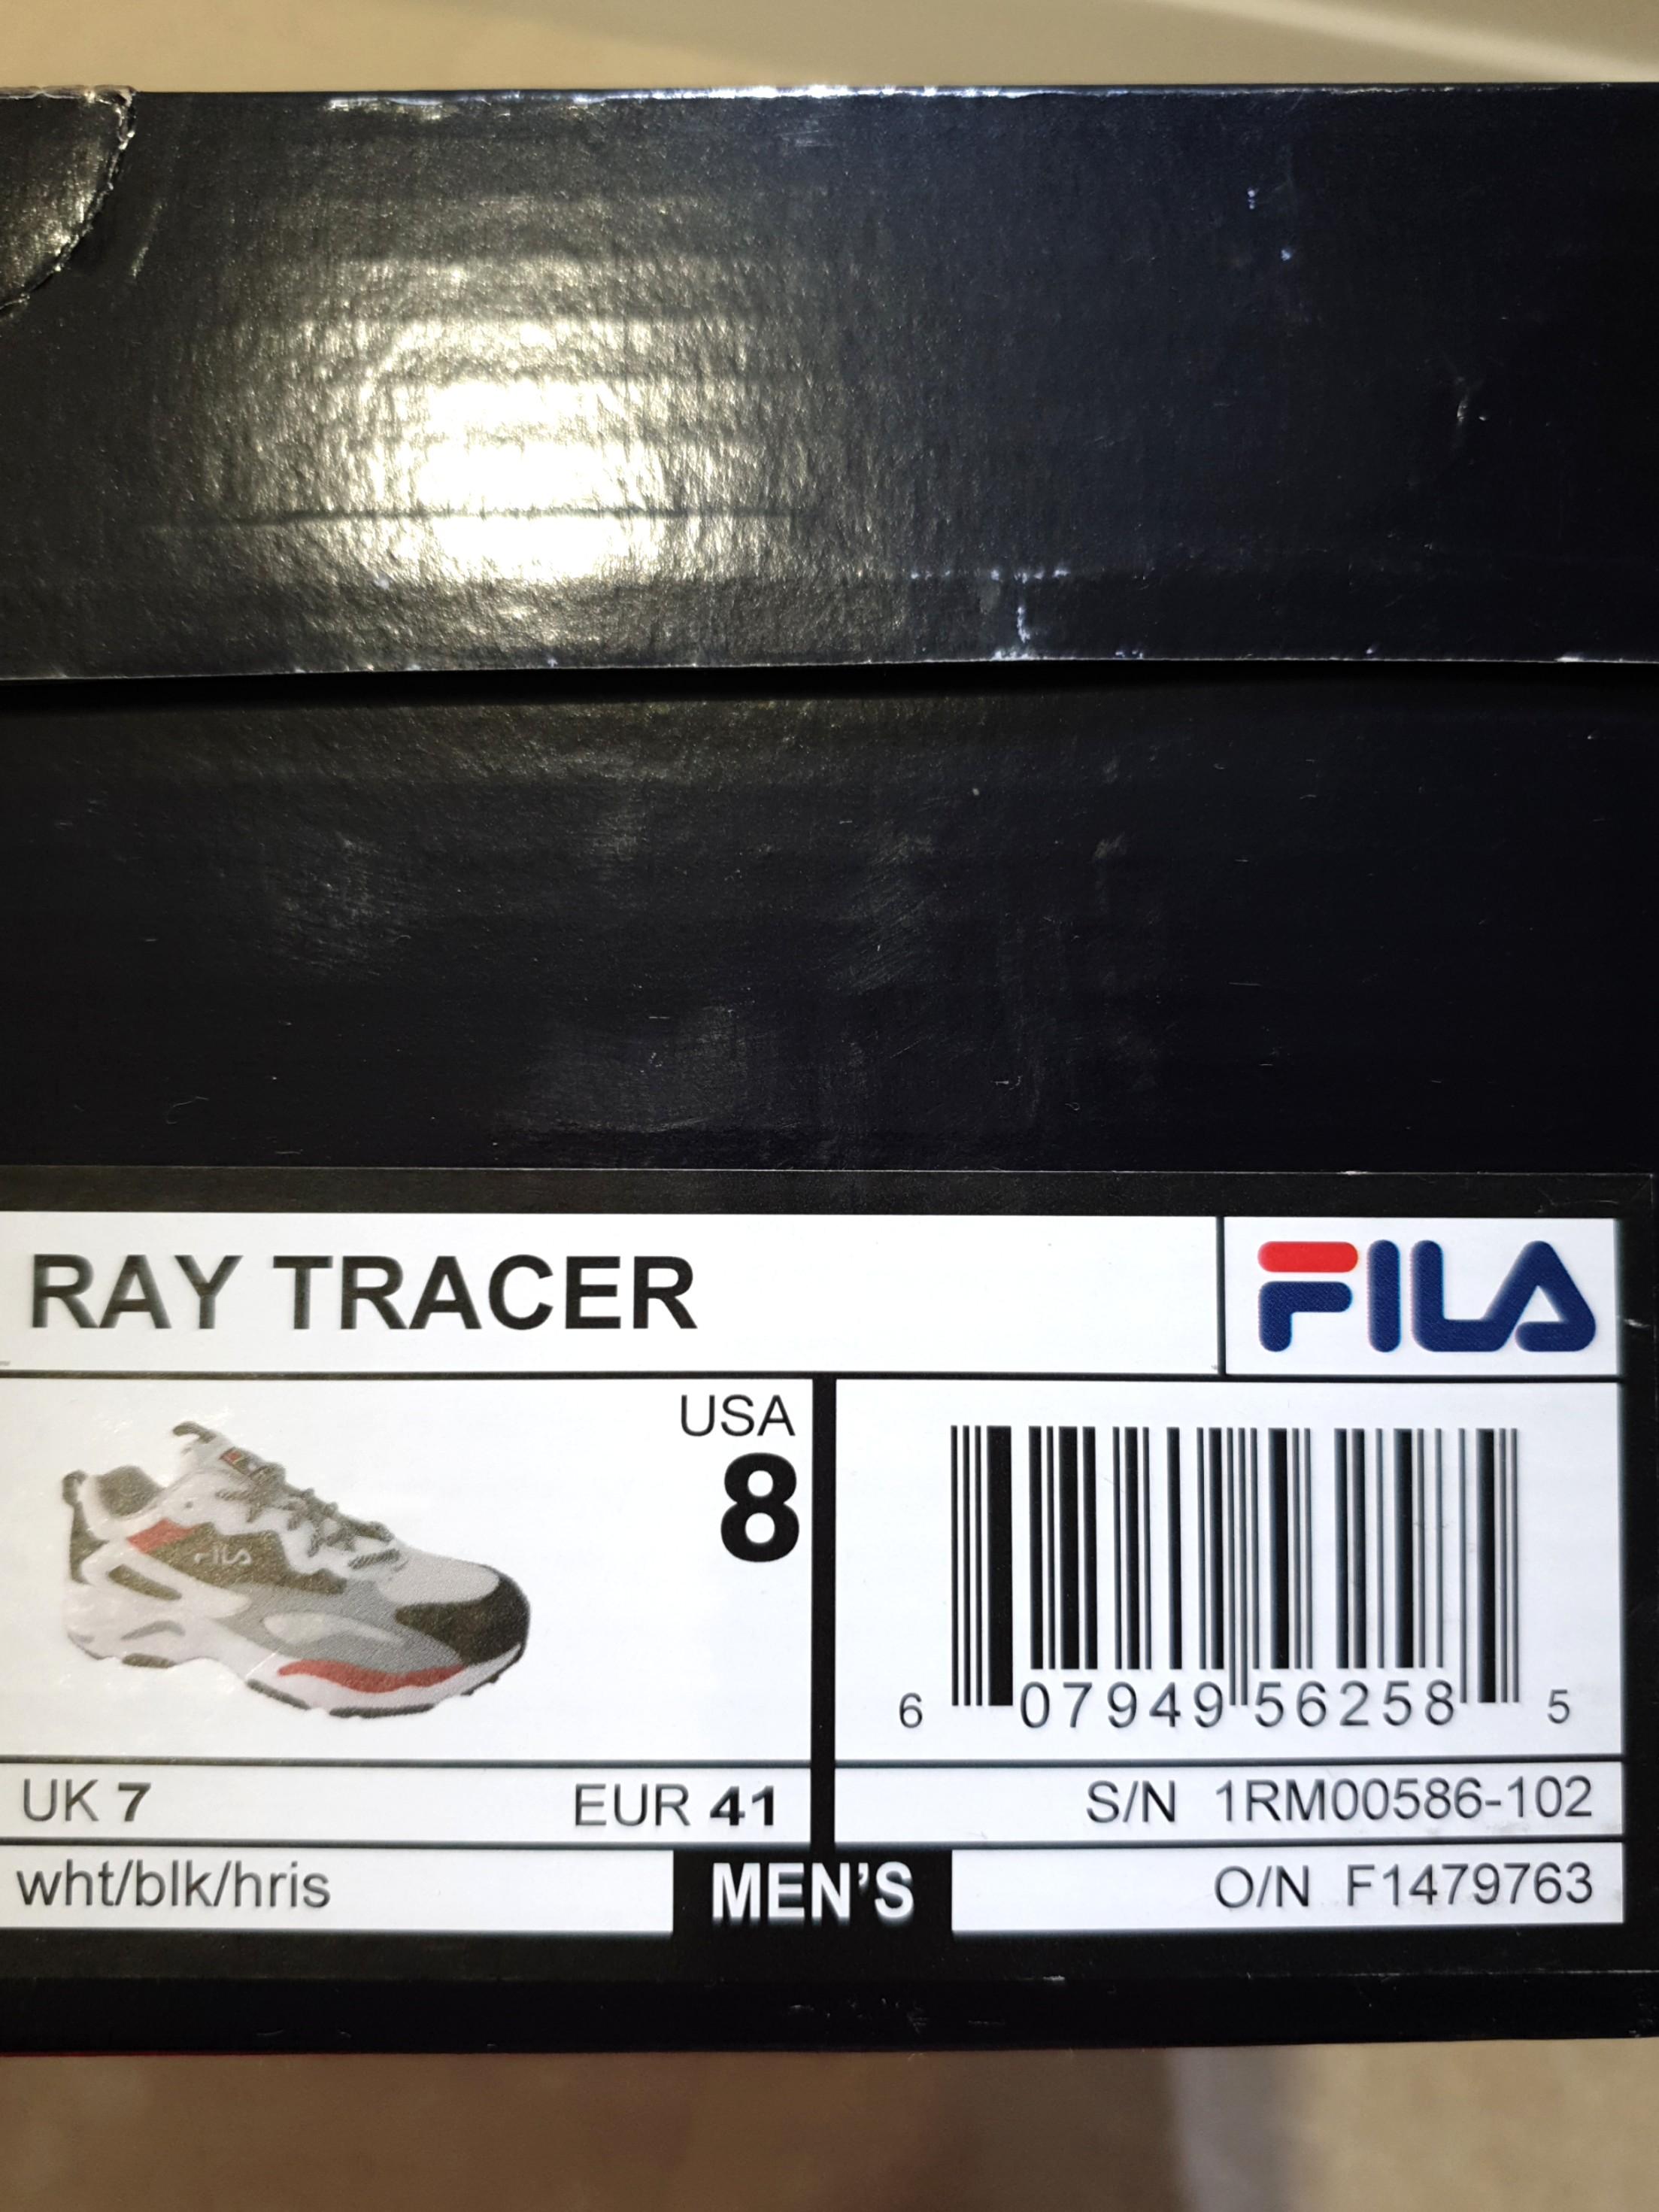 RAY TRACER
FILA
USA
8
FILA
6 07949 56258 5
UK 7
EUR 41
S/N 1RM00586-102
wht/blk/hris
MEN'S
O/N F1479763